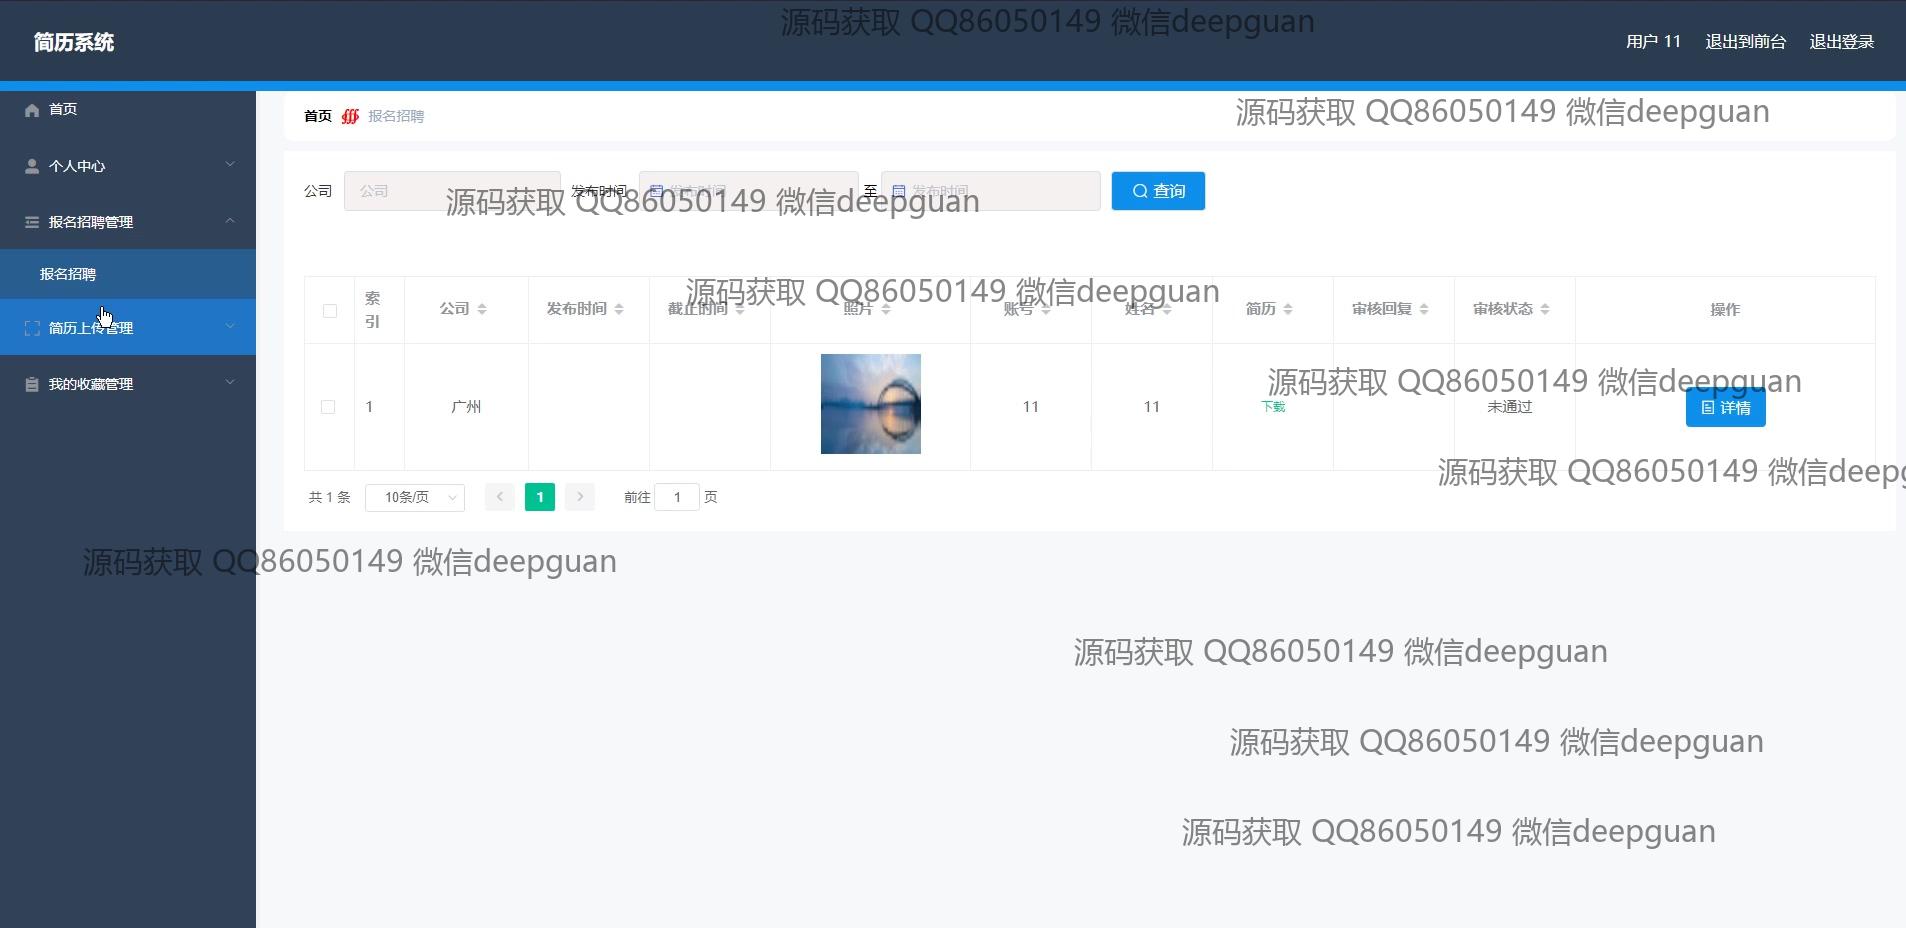 源码获取 QQ86050149 微信deepguan
简历系统
用户 11 退出到前台 退出登录
首页
首页 报名招聘
源码获取 QQ86050149 微信deepguan
个人中心
公司 公司 发布时间 发布时间 至 发布时间 查询
源码获取 QQ86050149 微信deepguan
报名招聘管理
报名招聘
源码获取 QQ86050149 微信deepguan
索引 公司 发布时间 截止时间 照片 账号 姓名 简历 审核回复 审核状态 操作
简历上传管理
我的收藏管理
源码获取 QQ86050149 微信deepguan
1 广州 11 11 下载 未通过 详情
源码获取 QQ86050149 微信deepg
共 1 条 10条/页 1 前往 1 页
源码获取 QQ86050149 微信deepguan
源码获取 QQ86050149 微信deepguan
源码获取 QQ86050149 微信deepguan
源码获取 QQ86050149 微信deepguan